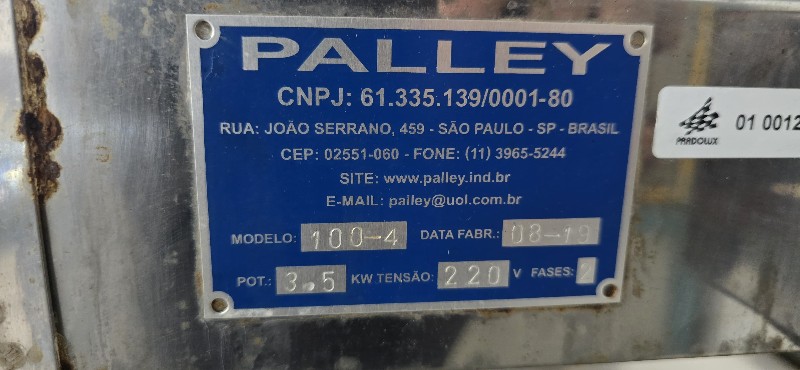 PALLEY
CNPJ: 61.335.139/0001-80
RUA: JOÃO SERRANO, 459 - SÃO PAULO - SP - BRASIL
CEP: 02551-060 - FONE: (11) 3965-5244
SITE: www.palley.ind.br
E-MAIL: palley@uol.com.br
MODELO: 100-4 DATA FABR.: 08-19
POT.: 3.5 KW TENSÃO: 220 V FASES: 2
01 0012
PARDOLUX